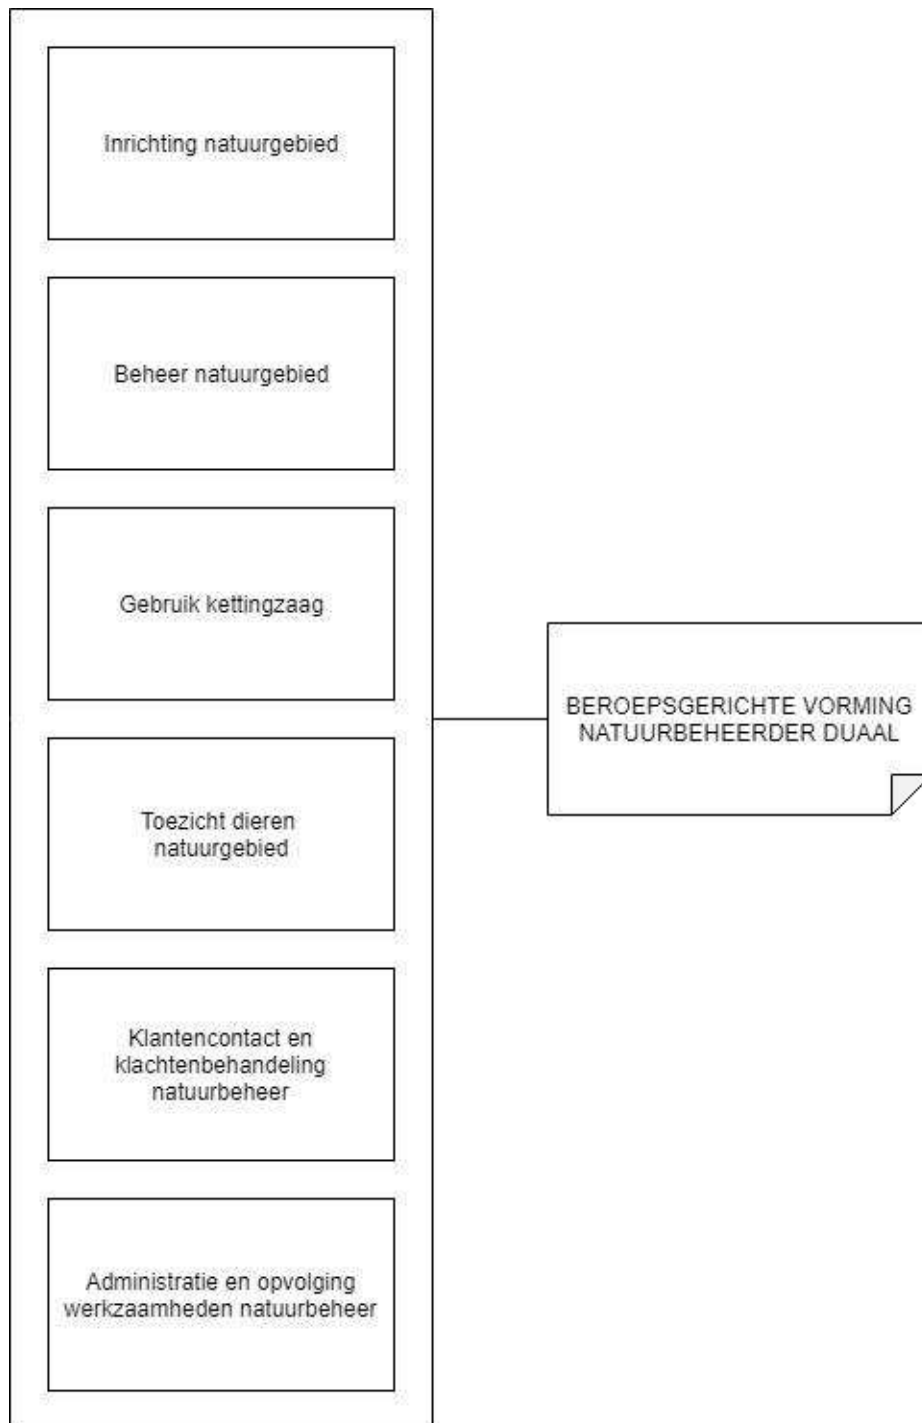 Inrichting natuurgebied
Beheer natuurgebied
Gebruik kettingzaag
Toezicht dieren
natuurgebied
Klantencontact en
klachtenbehandeling
natuurbeheer
Administratie en opvolging
werkzaamheden natuurbeheer
BEROEPSGERICHTE VORMING
NATUURBEHEERDER DUAAL